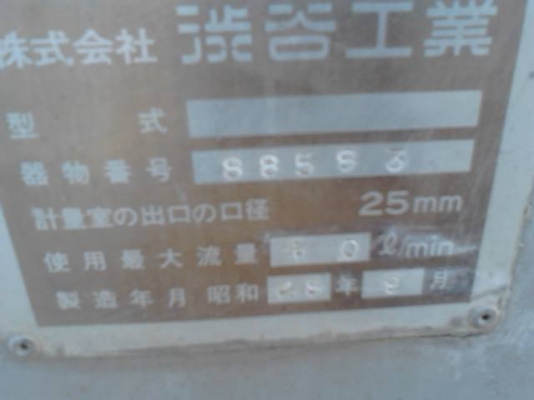 株式会社 渋谷工業
型 式
器物番号
計量室の出口の口径 25mm
使用最大流量 0 ℓ/min
製造年月 昭和 48 年 月